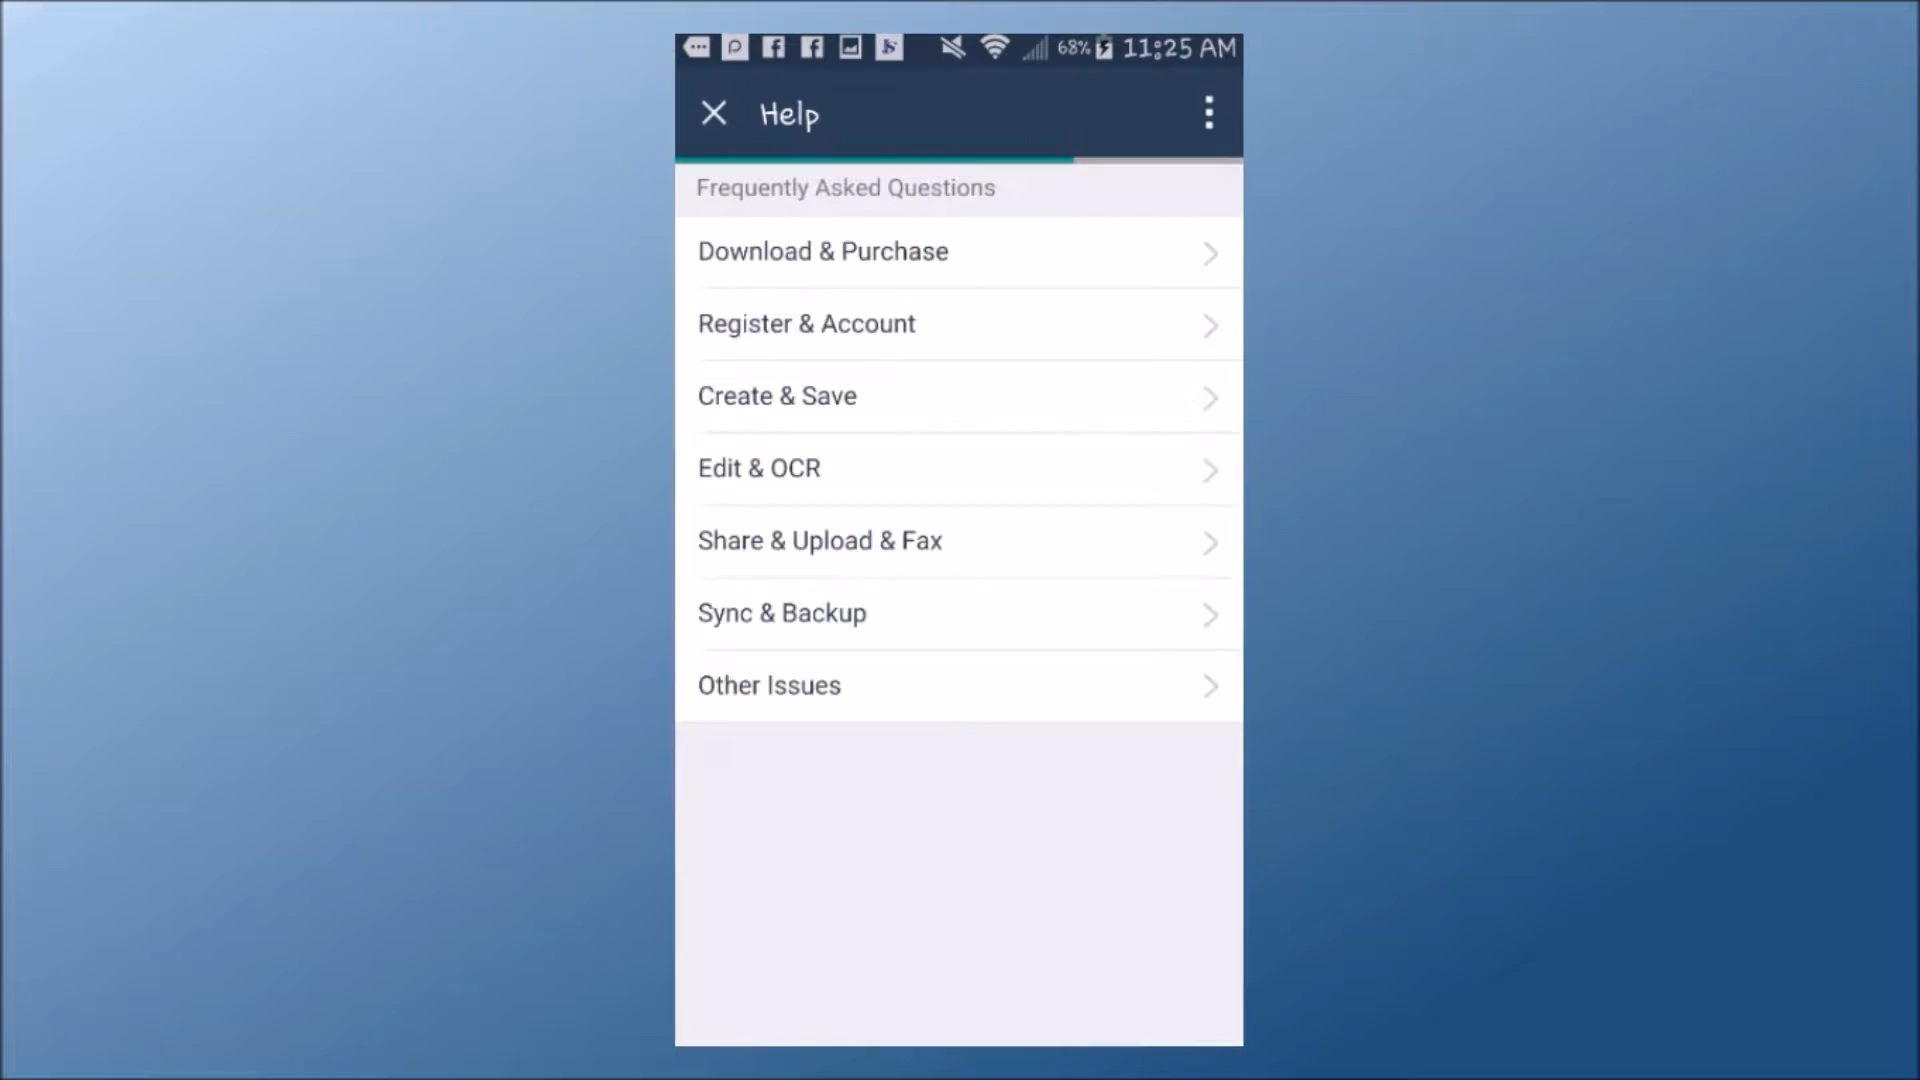 68% 11:25 AM
Help
Frequently Asked Questions
Download & Purchase
Register & Account
Create & Save
Edit & OCR
Share & Upload & Fax
Sync & Backup
Other Issues